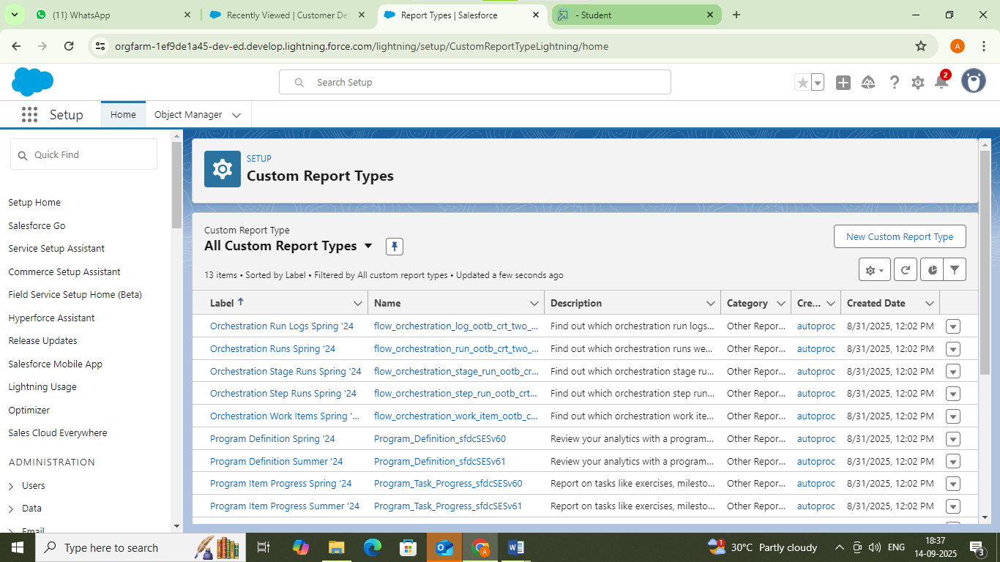 (11) WhatsApp
Recently Viewed | Customer De
Report Types | Salesforce
- Student
orgfarm-1ef9de1a45-dev-ed.develop.lightning.force.com/lightning/setup/CustomReportTypeLightning/home
A
Search Setup
2
Setup
Home
Object Manager
Quick Find
Setup Home
Salesforce Go
Service Setup Assistant
Commerce Setup Assistant
Field Service Setup Home (Beta)
Hyperforce Assistant
Release Updates
Salesforce Mobile App
Lightning Usage
Optimizer
Sales Cloud Everywhere
ADMINISTRATION
Users
Data
Email
SETUP
Custom Report Types
Custom Report Type
All Custom Report Types
New Custom Report Type
13 items • Sorted by Label • Filtered by All custom report types • Updated a few seconds ago
Label Name Description Category Cre... Created Date
Orchestration Run Logs Spring '24 flow_orchestration_log_ootb_crt_two_... Find out which orchestration run logs... Other Repor... autoproc 8/31/2025, 12:02 PM
Orchestration Runs Spring '24 flow_orchestration_run_ootb_crt_two_... Find out which orchestration runs we... Other Repor... autoproc 8/31/2025, 12:02 PM
Orchestration Stage Runs Spring '24 flow_orchestration_stage_run_ootb_cr... Find out which orchestration stage ru... Other Repor... autoproc 8/31/2025, 12:02 PM
Orchestration Step Runs Spring '24 flow_orchestration_step_run_ootb_crt... Find out which orchestration step run... Other Repor... autoproc 8/31/2025, 12:02 PM
Orchestration Work Items Spring '... flow_orchestration_work_item_ootb_c... Find out which orchestration work ite... Other Repor... autoproc 8/31/2025, 12:02 PM
Program Definition Spring '24 Program_Definition_sfdcSESv60 Review your analytics with a program... Other Repor... autoproc 8/31/2025, 12:02 PM
Program Definition Summer '24 Program_Definition_sfdcSESv61 Review your analytics with a program... Other Repor... autoproc 8/31/2025, 12:02 PM
Program Item Progress Spring '24 Program_Task_Progress_sfdcSESv60 Report on tasks like exercises, milesto... Other Repor... autoproc 8/31/2025, 12:02 PM
Program Item Progress Summer '24 Program_Task_Progress_sfdcSESv61 Report on tasks like exercises, milesto... Other Repor... autoproc 8/31/2025, 12:02 PM
Type here to search
1
30°C Partly cloudy
ENG
18:37
14-09-2025
3